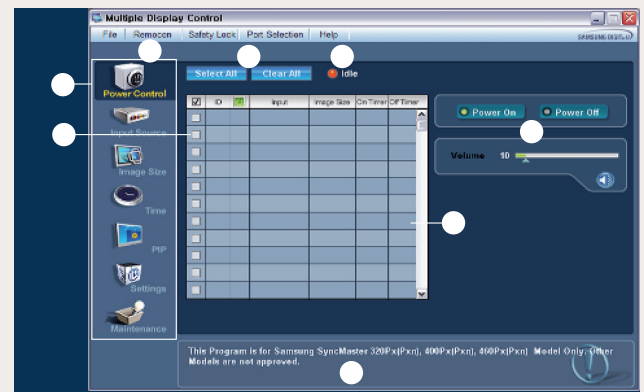 Multiple Display Control
File Remocon Safety Lock Port Selection Help
SAMSUNG DIGITall
Select All Clear All Idle
Power Control
ID Input Image Size On Timer Off Timer
Power On Power Off
Input Source
Volume 10
Image Size
Time
PIP
Settings
Maintenance
This Program is for Samsung SyncMaster 320Px(Pxn), 400Px(Pxn), 460Px(Pxn) Model Only. Other
Models are not approved.